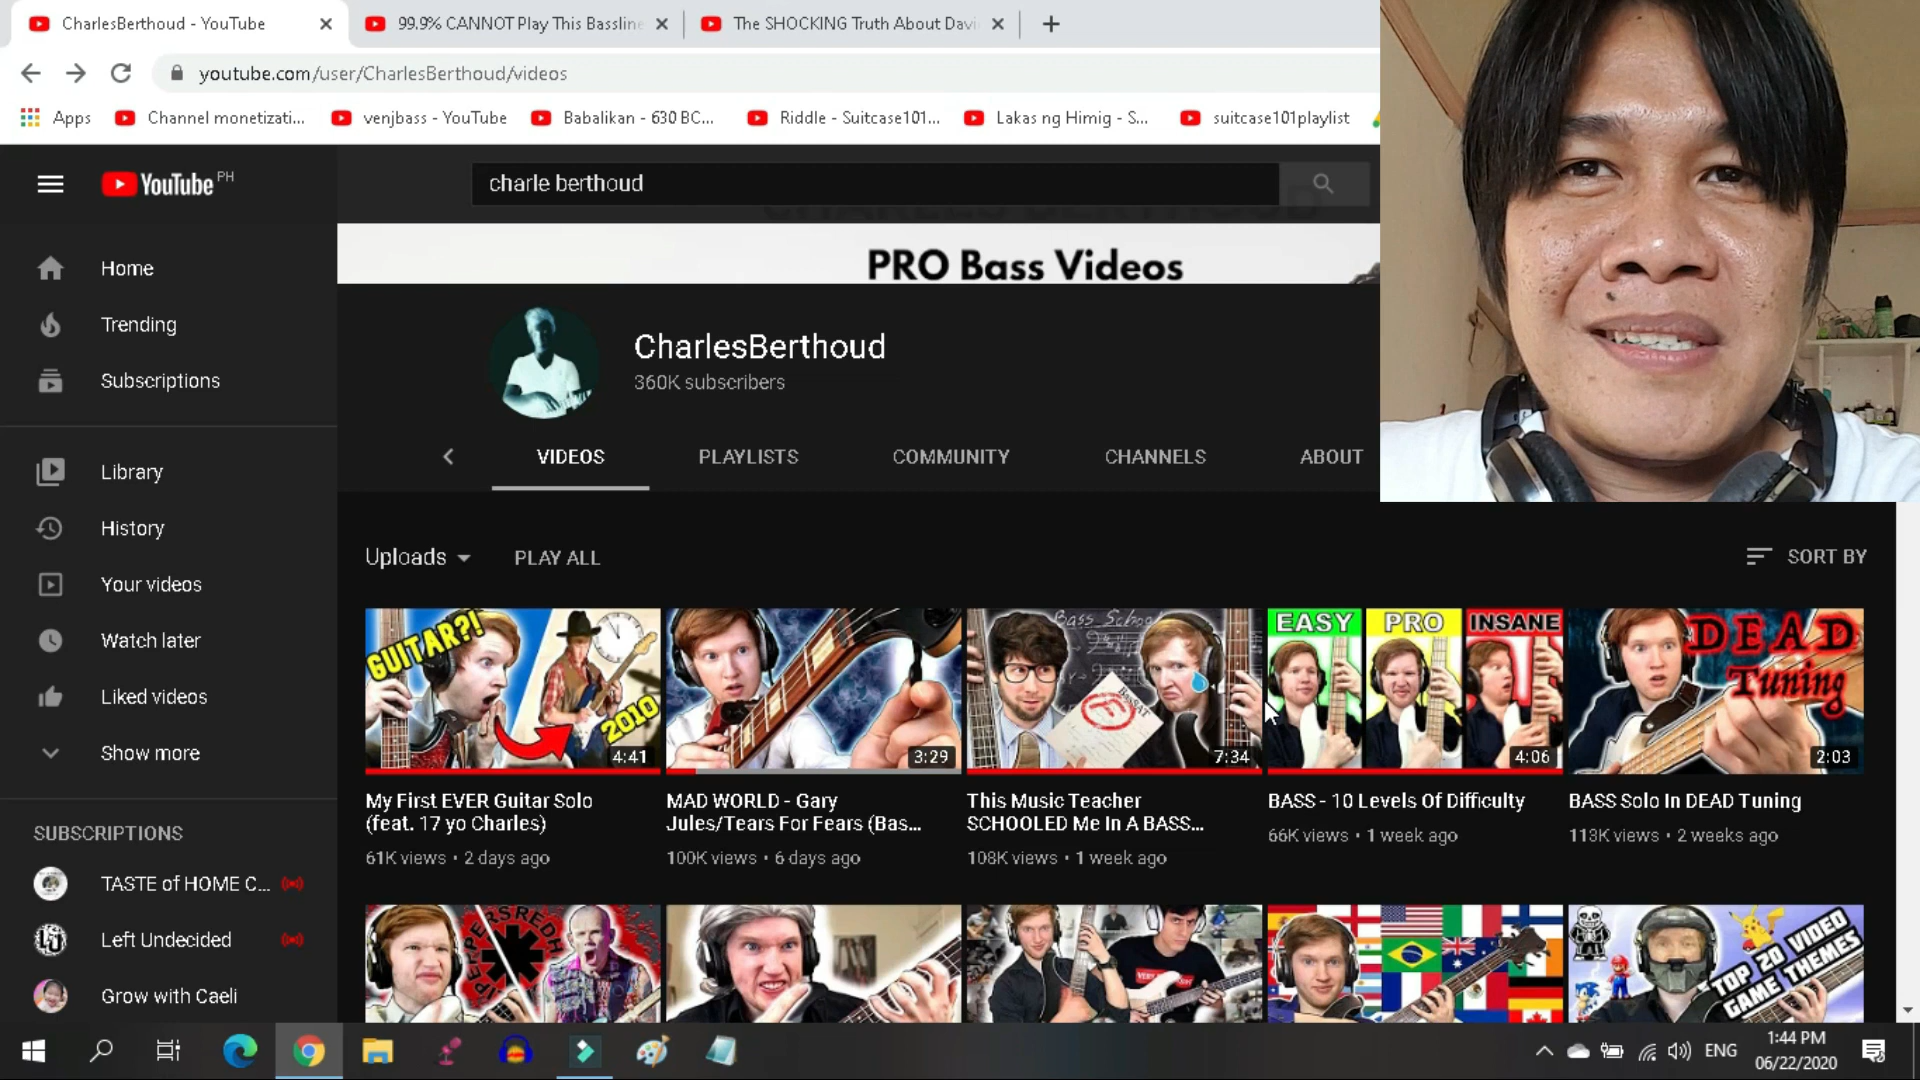 CharlesBerthoud - YouTube
99.9% CANNOT Play This Bassline
The SHOCKING Truth About Davi
youtube.com/user/CharlesBerthoud/videos
Apps
Channel monetizati...
venjbass - YouTube
Babalikan - 630 BC...
Riddle - Suitcase101...
Lakas ng Himig - S...
suitcase101playlist
YouTube PH
charle berthoud
PRO Bass Videos
Home
Trending
Subscriptions
Library
History
Your videos
Watch later
Liked videos
Show more
SUBSCRIPTIONS
TASTE of HOME C...
Left Undecided
Grow with Caeli
CharlesBerthoud
360K subscribers
VIDEOS
PLAYLISTS
COMMUNITY
CHANNELS
ABOUT
Uploads
PLAY ALL
SORT BY
GUITAR?!
2010
4:41
3:29
Bass School
F
7:34
EASY
PRO
INSANE
4:06
DEAD
Tuning
2:03
My First EVER Guitar Solo
(feat. 17 yo Charles)
61K views • 2 days ago
MAD WORLD - Gary
Jules/Tears For Fears (Bas...
100K views • 6 days ago
This Music Teacher
SCHOOLED Me In A BASS...
108K views • 1 week ago
BASS - 10 Levels Of Difficulty
66K views • 1 week ago
BASS Solo In DEAD Tuning
113K views • 2 weeks ago
TOP 20 VIDEO
GAME THEMES
ENG
1:44 PM
06/22/2020